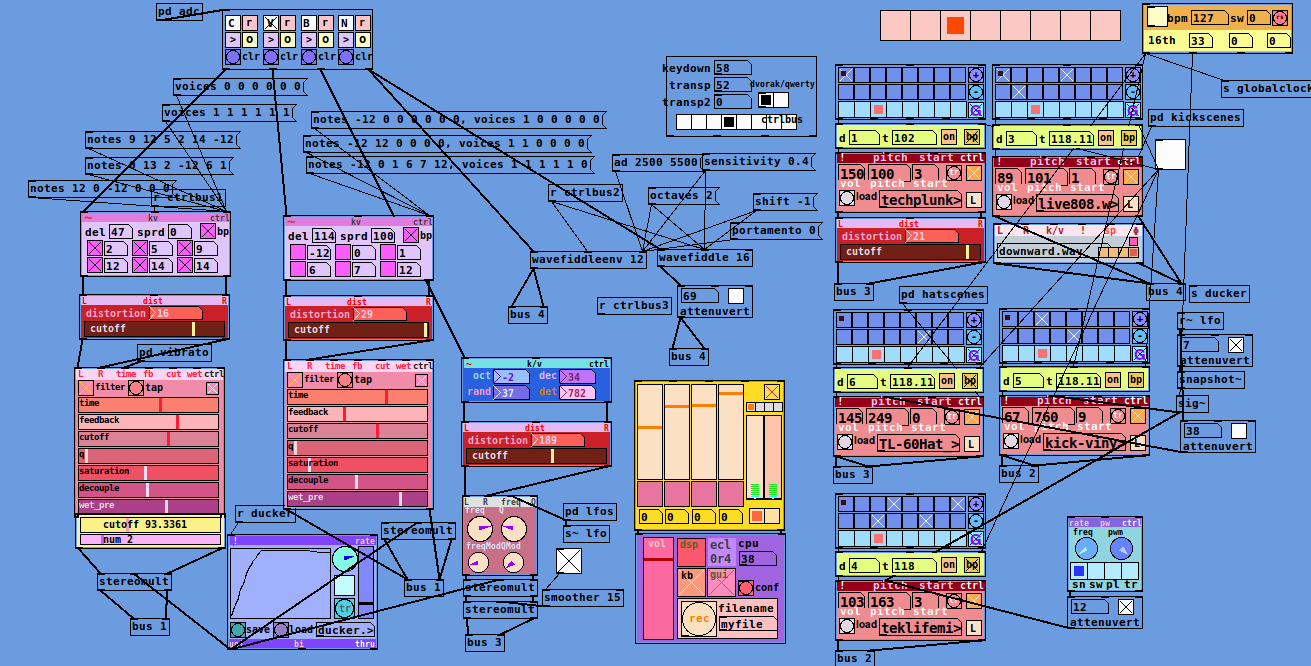 pd adr
C r V r B r N r
> o > o > o > o
clr clr clr clr
voices 0 0 0 0 0 0
voices 1 1 1 1 1 1
notes 9 12 5 2 14 -12
notes 0 13 2 -12 6 1
notes 12 0 -12 0 0 0
r ctrlbus1
notes -12 0 0 0 0 0, voices 1 0 0 0 0 0
notes -12 12 0 0 0, voices 1 1 0 0 0 0
notes -12 0 1 6 7 12, voices 1 1 1 1 1 0
~ kv ctrl
del 47 sprd 0 bp
2 5 9
12 14 14
~ kv ctrl
del 114 sprd 100 bp
-12 0 1
6 7 12
L dist R
distortion >16
cutoff
L dist R
distortion >29
cutoff
pd vibrato
L R time fb cut wet ctrl
filter tap
time
feedback
cutoff
q
saturation
decouple
wet_pre
cutoff 93.3361
num 2
L R time fb cut wet ctrl
filter tap
time
feedback
cutoff
q
saturation
decouple
wet_pre
stereomult
bus 1
r ducker
rate
tr
save load ducker.>
bi thru
stereomult
bus 1
keydown 58
transp 52
transp2 0
dvorak/qwerty
ctrlbus
ad 2500 5500
sensitivity 0.4
r ctrlbus2
octaves 2
shift -1
portamento 0
wavefiddleenv 12
wavefiddle 16
bus 4
r ctrlbus3
69
attenuvert
bus 4
~ k/v ctrl
oct >-2 dec >34
rand >37 det >782
L dist R
distortion >189
cutoff
L R freq Q
freq Q
freqMod QMod
pd lfos
s~ lfo
stereomult
stereomult
smoother 15
bus 3
0 0 0 0
vol dsp ecl 0r4 cpu
38
kb gui conf
rec filename
myfile
bpm 127 sw 0
16th 33 0 0
s globalclock
pd kickscenes
+
-
G
d 1 t 102 on bp
! pitch start ctrl
150 100 3
vol pitch start
load techplunk> L
L dist R
distortion >21
cutoff
bus 3
+
-
G
d 3 t 118.11 on bp
! pitch start ctrl
89 101 1
vol pitch start
load live808.w> L
L R k/v ! sp
downward.wav
bus 4
s ducker
pd hatscenes
+
-
G
d 6 t 118.11 on bp
! pitch start ctrl
145 249 0
vol pitch start
load TL-60Hat_> L
bus 3
+
-
G
d 5 t 118.11 on bp
! pitch start ctrl
67 760 9
vol pitch start
load kick-viny> L
bus 2
r~ lfo
7
attenuvert
snapshot~
sig~
38
attenuvert
+
-
G
d 4 t 118 on bp
! pitch start ctrl
103 163 3
vol pitch start
load teklifemi> L
bus 2
rate pw ctrl
freq pwm
sn sw pl tr
12
attenuvert